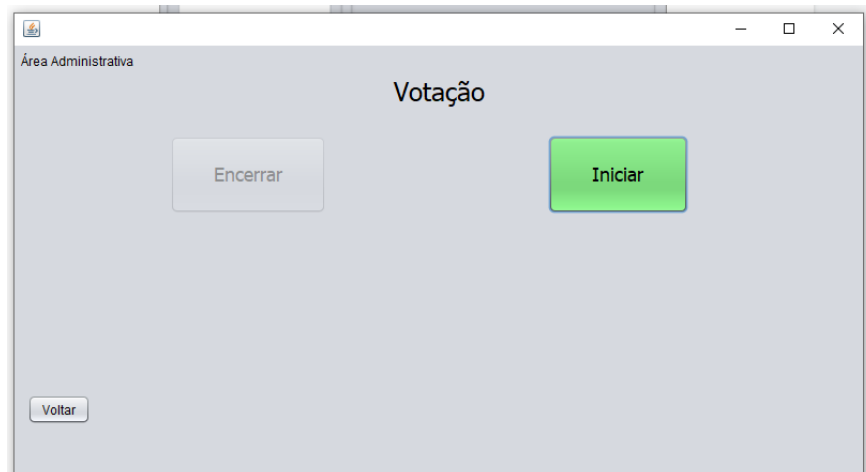 Área Administrativa
Votação
Encerrar
Iniciar
Voltar